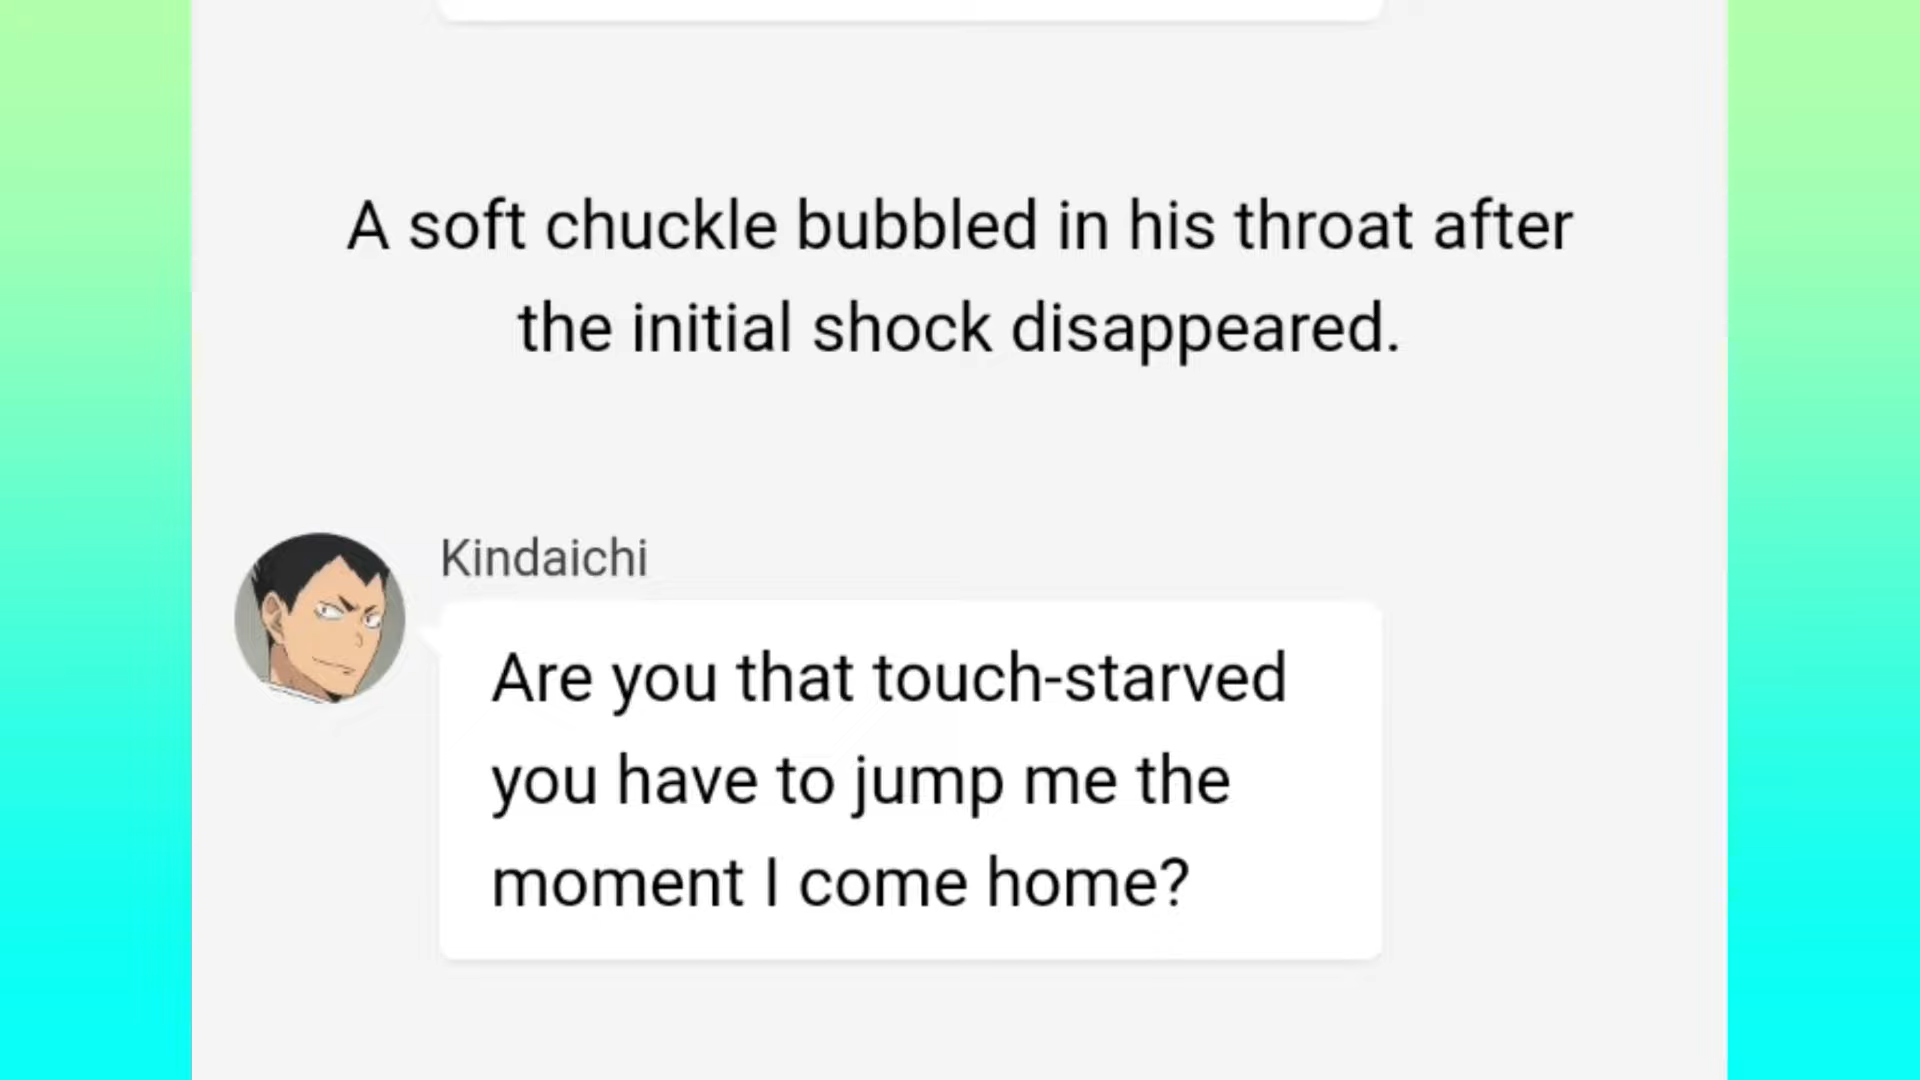 A soft chuckle bubbled in his throat after
the initial shock disappeared.
Kindaichi
Are you that touch-starved
you have to jump me the
moment I come home?